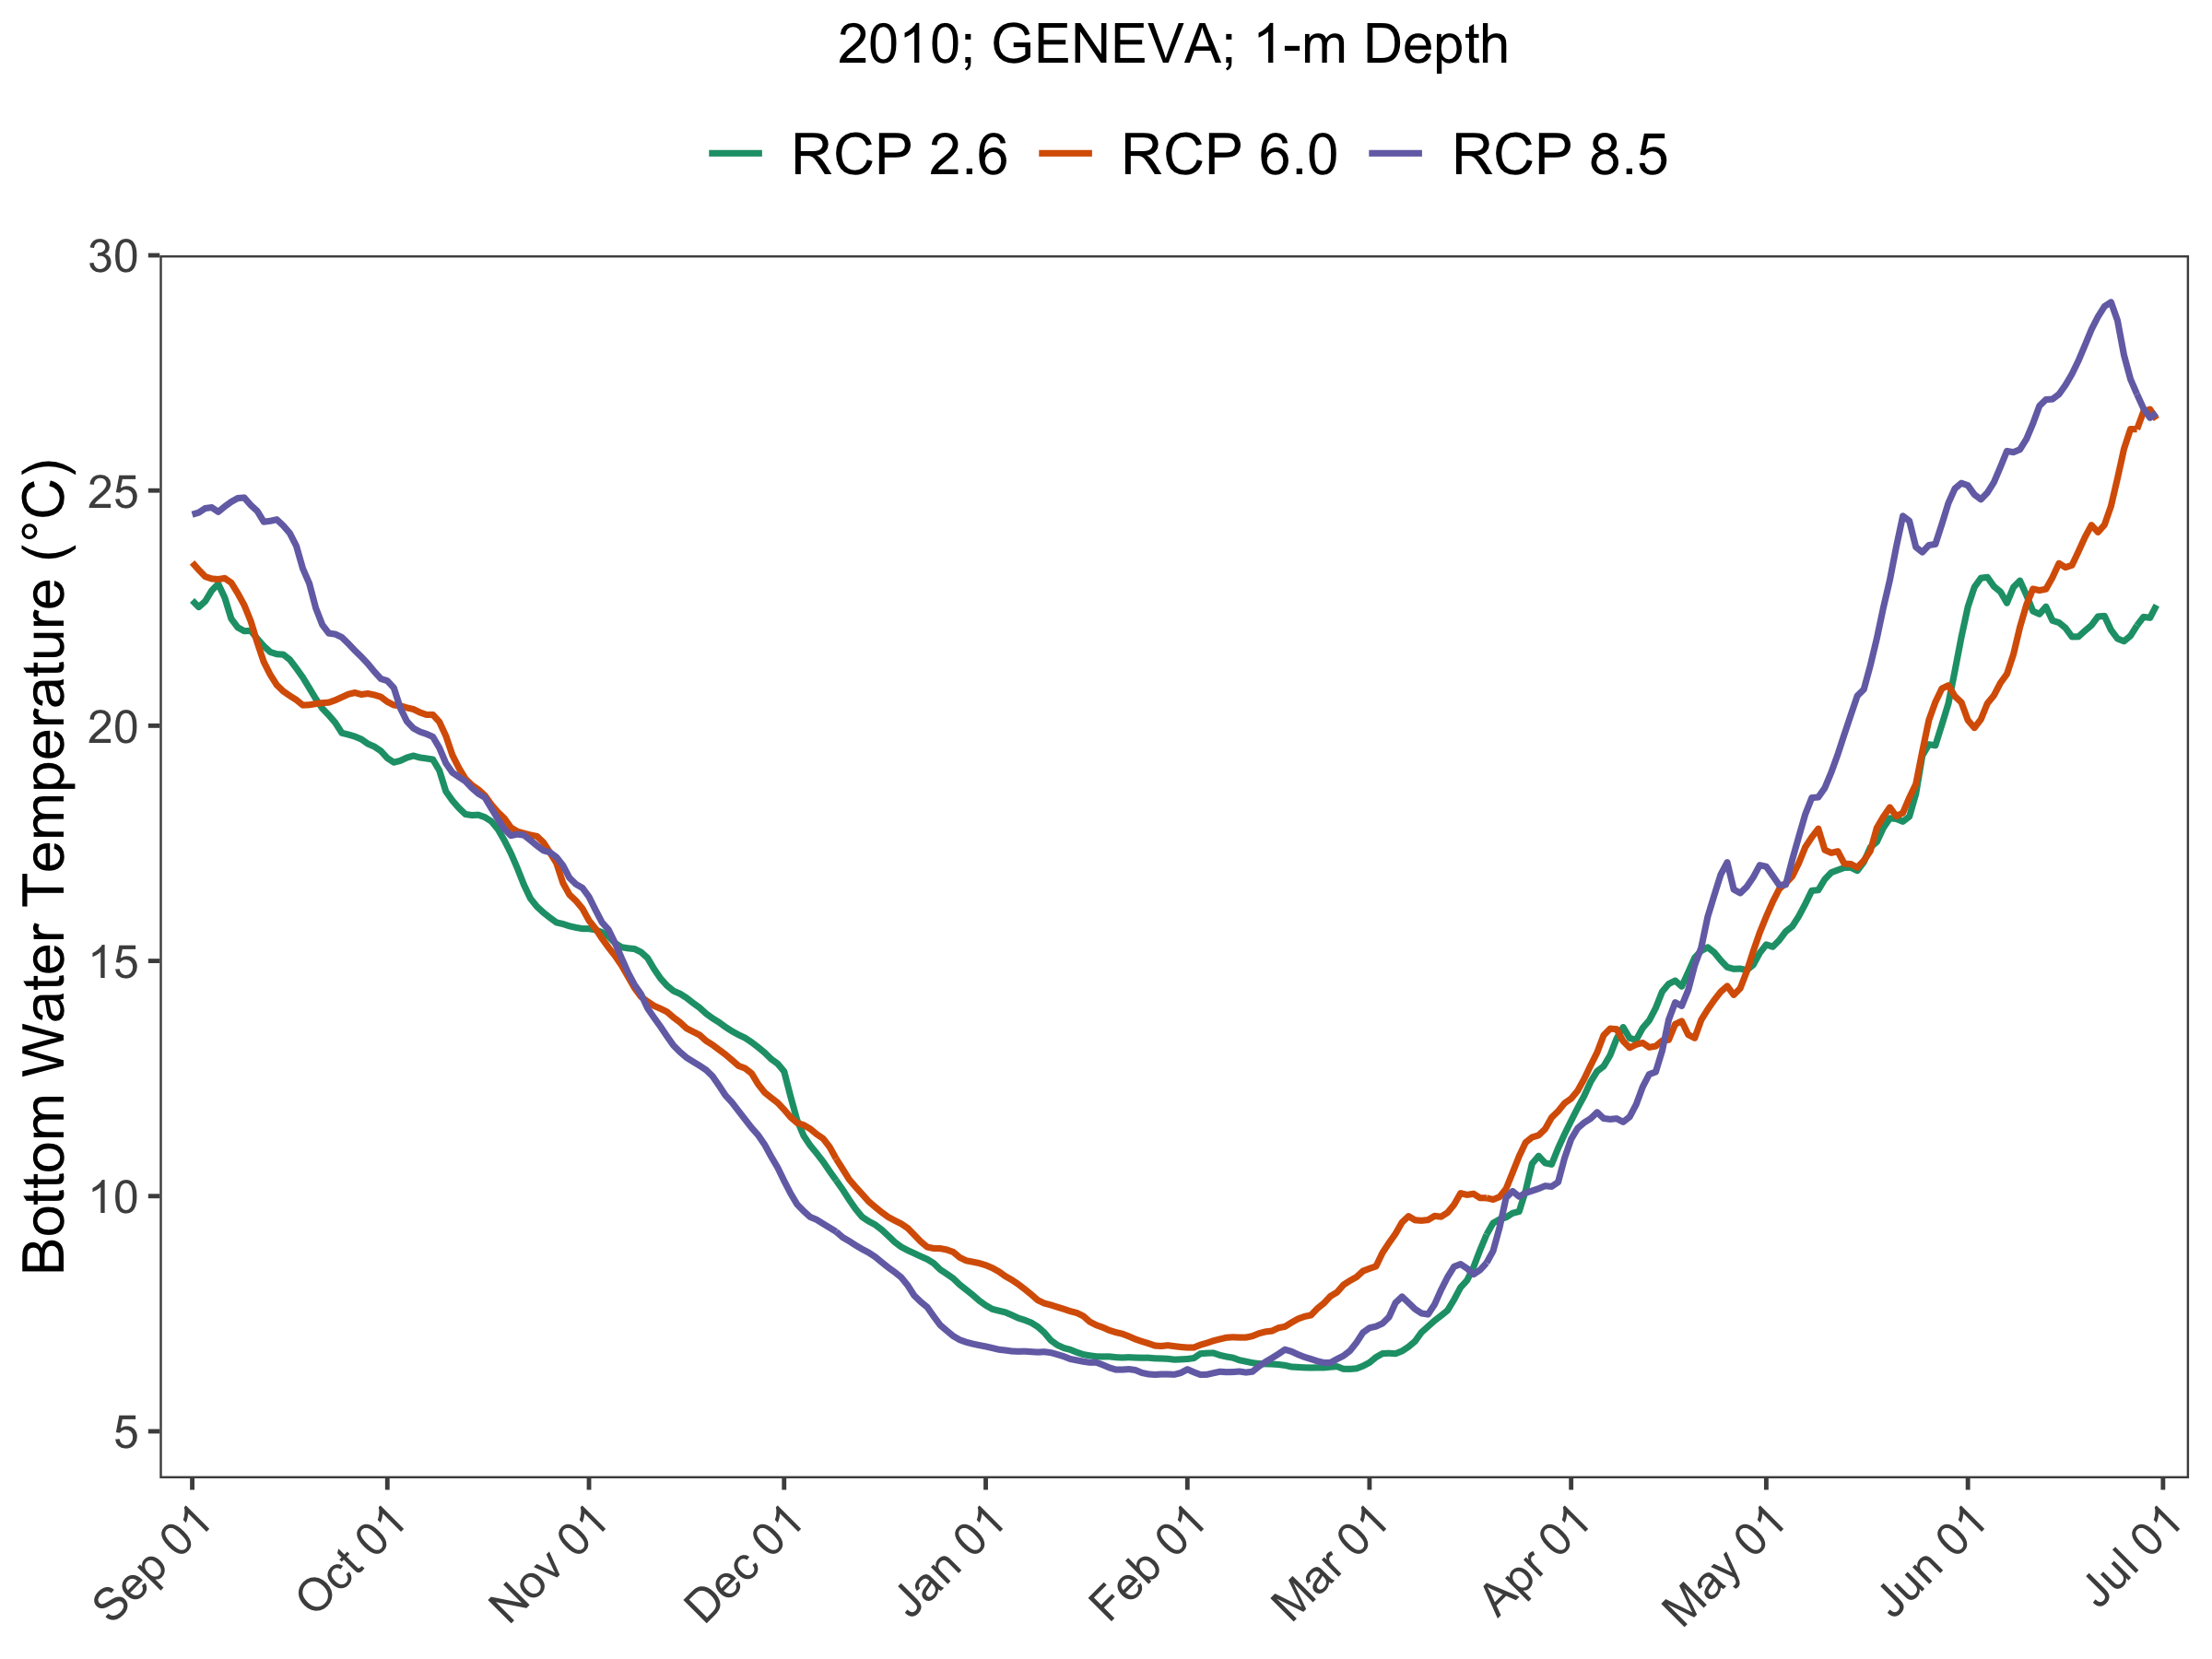 2010; GENEVA; 1-m Depth
RCP 2.6 RCP 6.0 RCP 8.5
Bottom Water Temperature (°C)
30
25
20
15
10
5
Sep 01 Oct 01 Nov 01 Dec 01 Jan 01 Feb 01 Mar 01 Apr 01 May 01 Jun 01 Jul 01